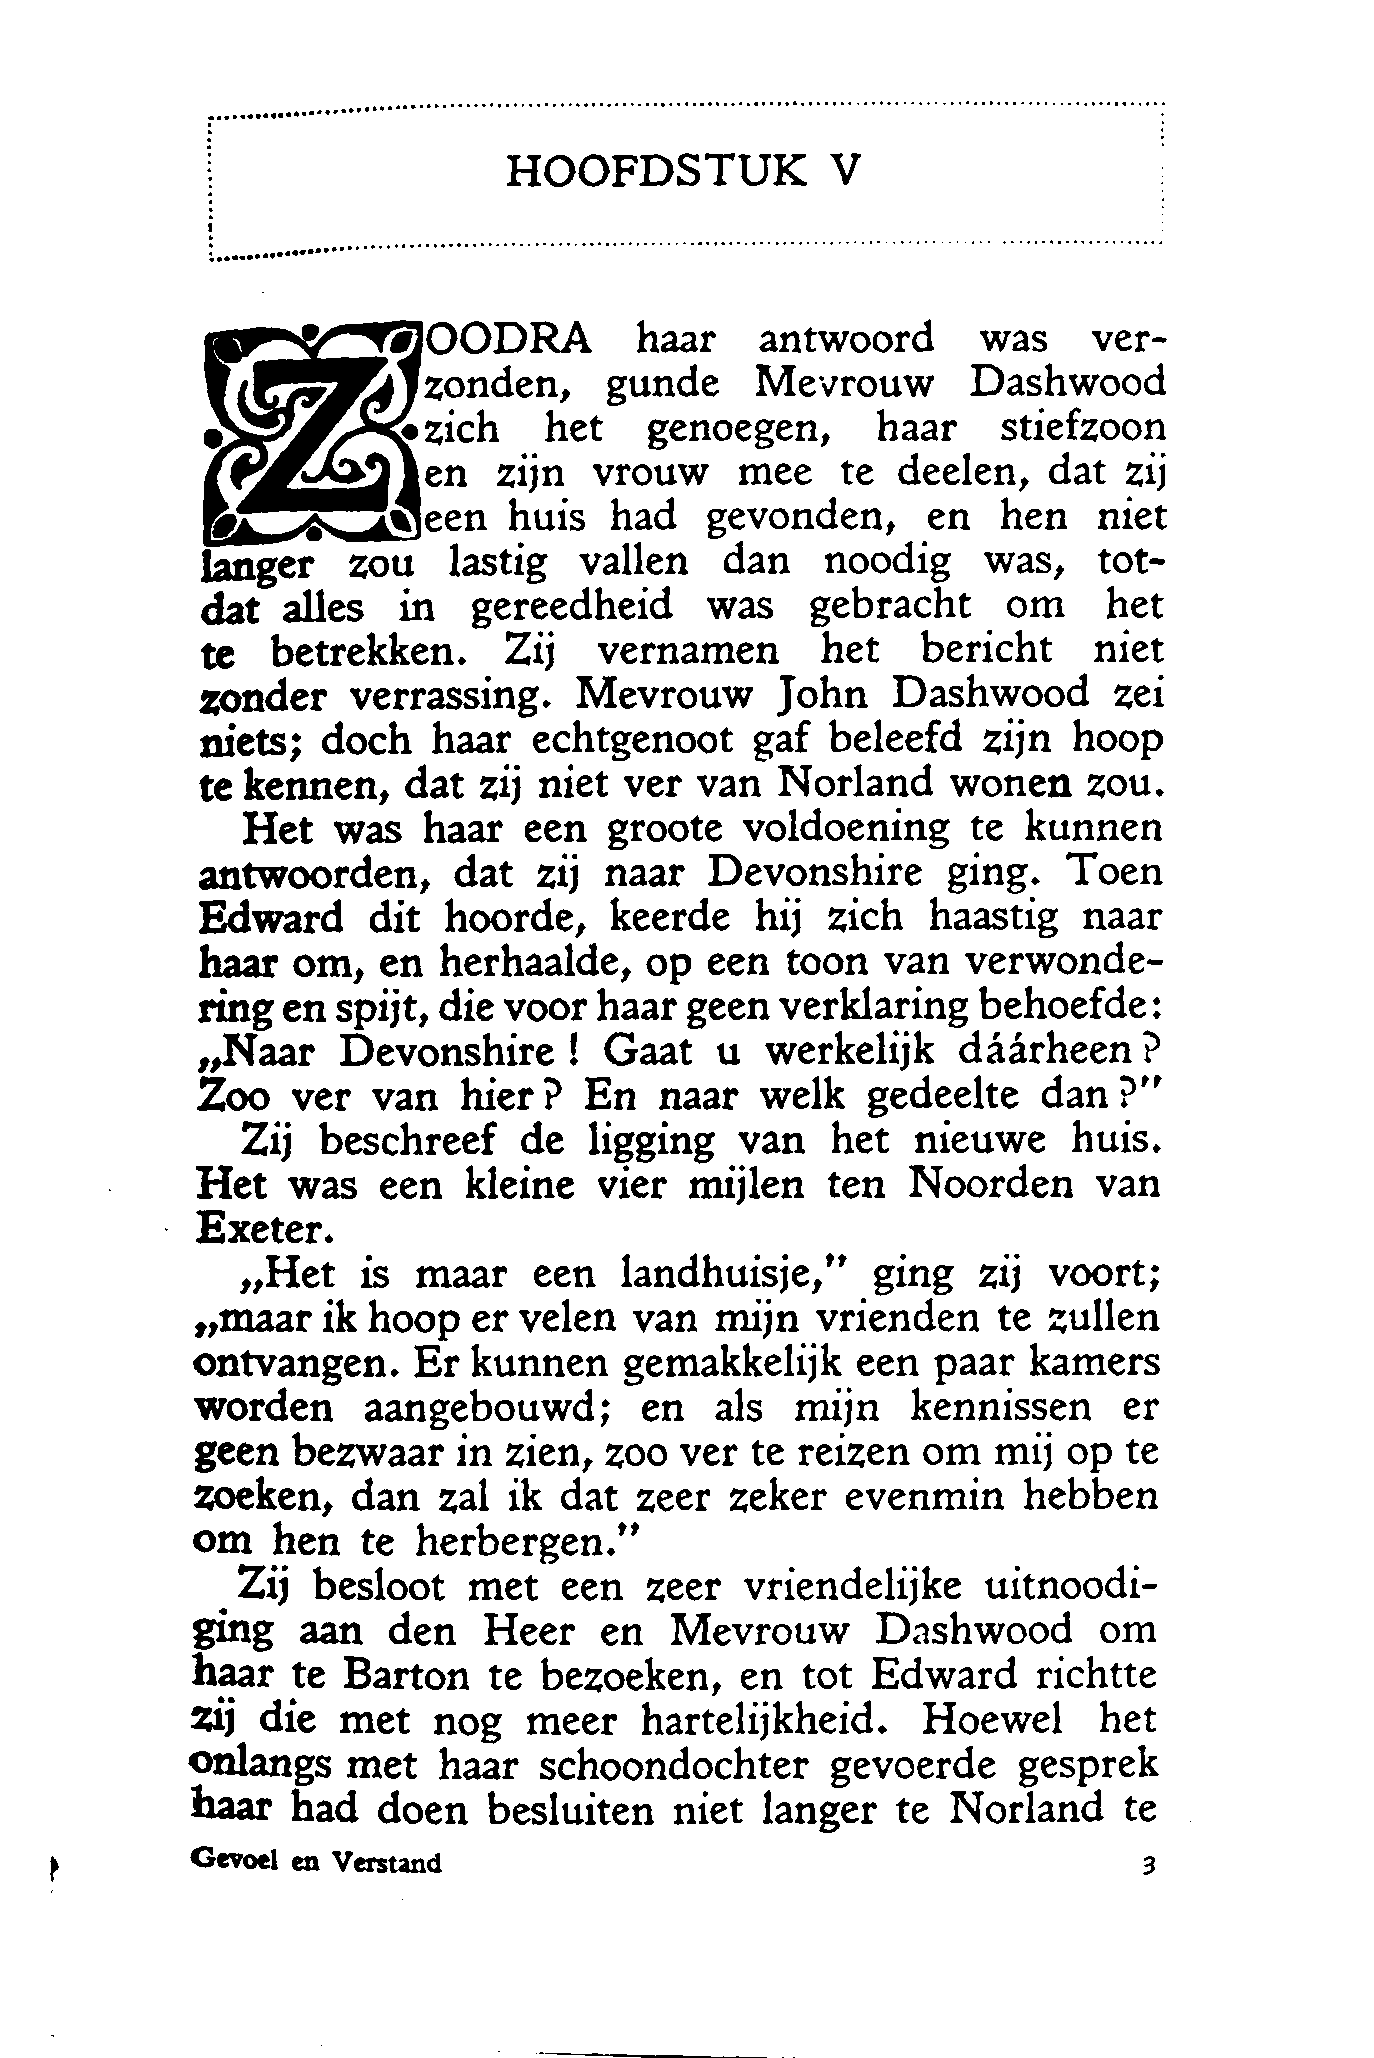 HOOFDSTUK V
ZOODRA haar antwoord was ver-
zonden, gunde Mevrouw Dashwood
zich het genoegen, haar stiefzoon
en zijn vrouw mee te deelen, dat zij
een huis had gevonden, en hen niet
langer zou lastig vallen dan noodig was, tot-
dat alles in gereedheid was gebracht om het
te betrekken. Zij vernamen het bericht niet
zonder verrassing. Mevrouw John Dashwood zei
niets; doch haar echtgenoot gaf beleefd zijn hoop
te kennen, dat zij niet ver van Norland wonen zou.
Het was haar een groote voldoening te kunnen
antwoorden, dat zij naar Devonshire ging. Toen
Edward dit hoorde, keerde hij zich haastig naar
haar om, en herhaalde, op een toon van verwonde-
ring en spijt, die voor haar geen verklaring behoefde:
„Naar Devonshire ! Gaat u werkelijk dáárheen ?
Zoo ver van hier ? En naar welk gedeelte dan ?”
Zij beschreef de ligging van het nieuwe huis.
Het was een kleine vier mijlen ten Noorden van
Exeter.
„Het is maar een landhuisje,” ging zij voort;
„maar ik hoop er velen van mijn vrienden te zullen
ontvangen. Er kunnen gemakkelijk een paar kamers
worden aangebouwd; en als mijn kennissen er
geen bezwaar in zien, zoo ver te reizen om mij op te
zoeken, dan zal ik dat zeer zeker evenmin hebben
om hen te herbergen.”
Zij besloot met een zeer vriendelijke uitnoodi-
ging aan den Heer en Mevrouw Dashwood om
haar te Barton te bezoeken, en tot Edward richtte
zij die met nog meer hartelijkheid. Hoewel het
onlangs met haar schoondochter gevoerde gesprek
haar had doen besluiten niet langer te Norland te
Gevoel en Verstand 3